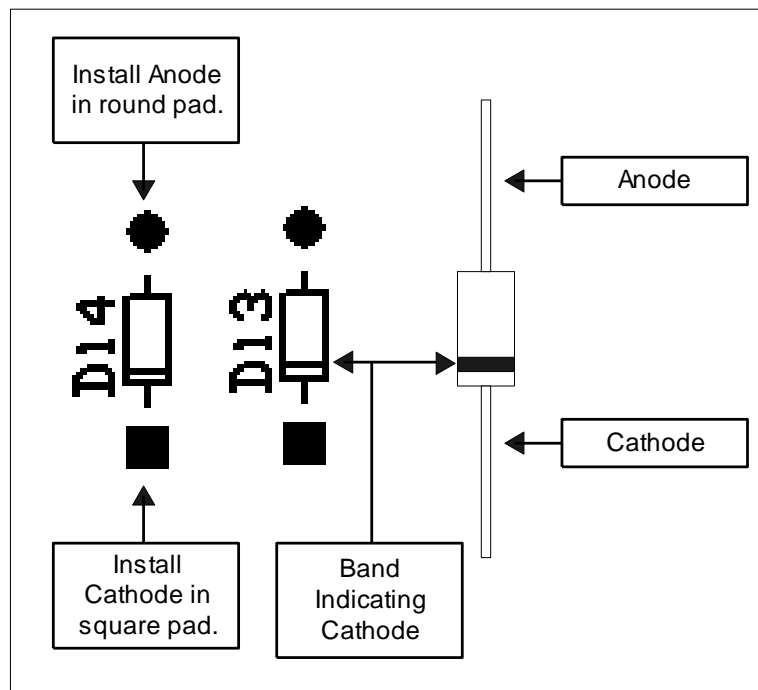 Install Anode
in round pad.
Anode
D14
D13
Cathode
Install
Cathode in
square pad.
Band
Indicating
Cathode